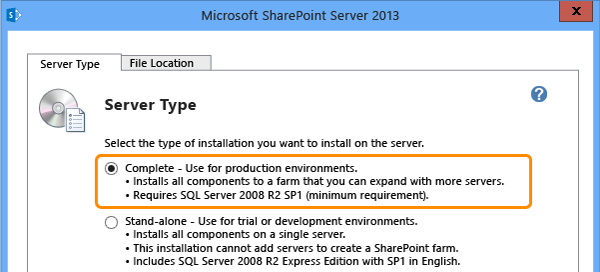 Microsoft SharePoint Server 2013
x
Server Type
File Location
Server Type
?
Select the type of installation you want to install on the server.
Complete - Use for production environments.
• Installs all components to a farm that you can expand with more servers.
• Requires SQL Server 2008 R2 SP1 (minimum requirement).
Stand-alone - Use for trial or development environments.
• Installs all components on a single server.
• This installation cannot add servers to create a SharePoint farm.
• Includes SQL Server 2008 R2 Express Edition with SP1 in English.